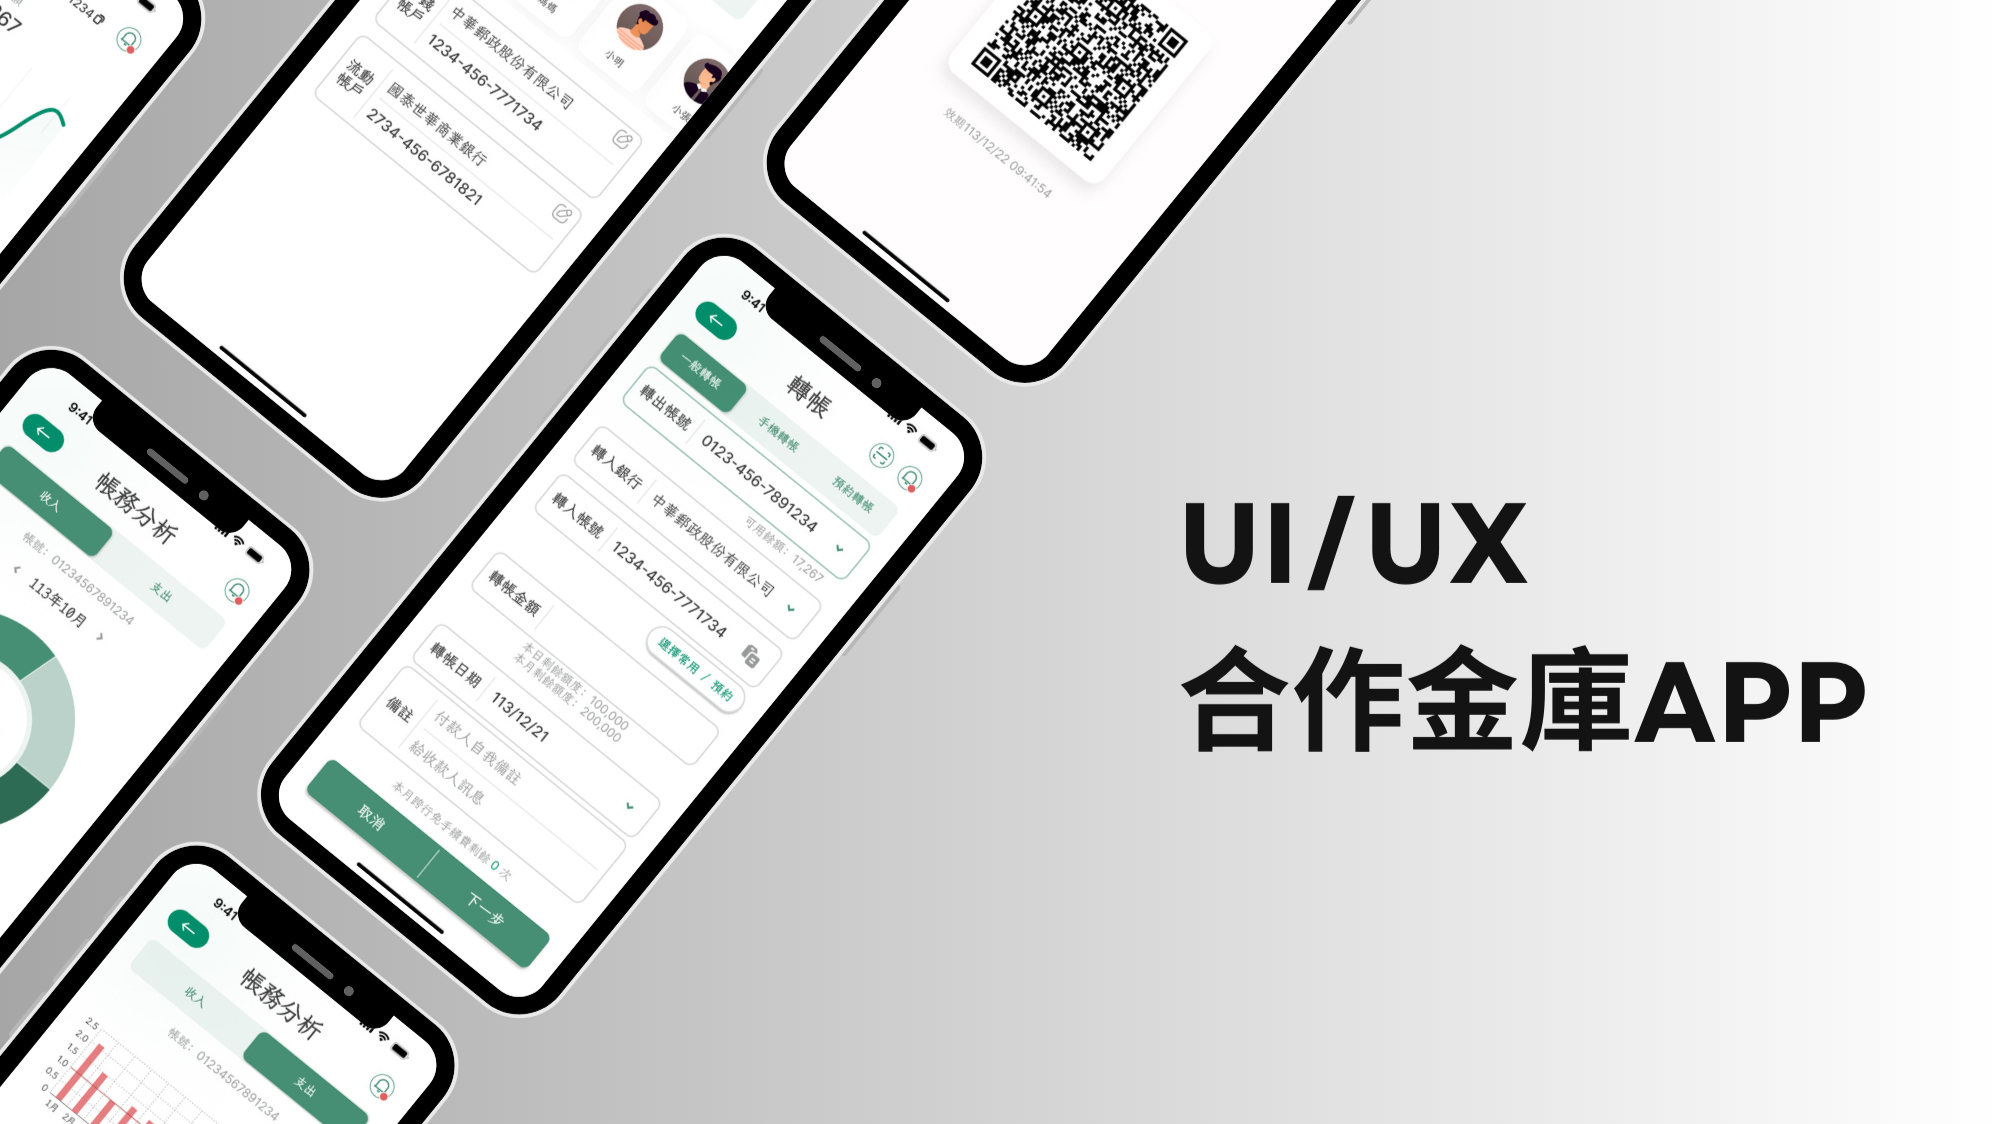 UI/UX
合作金庫APP
12340
267
帳戶
中華郵政股份有限公司
1234-456-7771734
流動
帳戶
國泰世華商業銀行
2734-456-6781821
小明
小張
效期113/12/22 09:41:54
9:41
轉帳
一般轉帳
手機轉帳
預約轉帳
轉出帳號
0123-456-7891234
可用餘額：17,267
轉入銀行
中華郵政股份有限公司
轉入帳號
1234-456-7771734
選擇常用 / 預約
轉帳金額
本日剩餘額度：100,000
本月剩餘額度：200,000
轉帳日期
113/12/21
備註
付款人自我備註
給收款人訊息
本月跨行免手續費剩餘 0 次
取消
下一步
9:41
帳務分析
收入
支出
帳號：01234567891234
< 113年10月 >
9:41
帳務分析
收入
支出
帳號：01234567891234
2.5
2.0
1.5
1.0
0.5
0
1月
2月